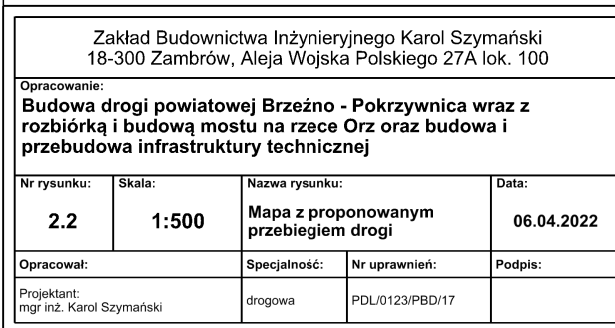 Zakład Budownictwa Inżynieryjnego Karol Szymański
18-300 Zambrów, Aleja Wojska Polskiego 27A lok. 100
Opracowanie:
Budowa drogi powiatowej Brzeźno - Pokrzywnica wraz z
rozbiórką i budową mostu na rzece Orz oraz budowa i
przebudowa infrastruktury technicznej
Nr rysunku: Skala: Nazwa rysunku: Data:
2.2 1:500 Mapa z proponowanym
przebiegiem drogi 06.04.2022
Opracował: Specjalność: Nr uprawnień: Podpis:
Projektant:
mgr inż. Karol Szymański drogowa PDL/0123/PBD/17